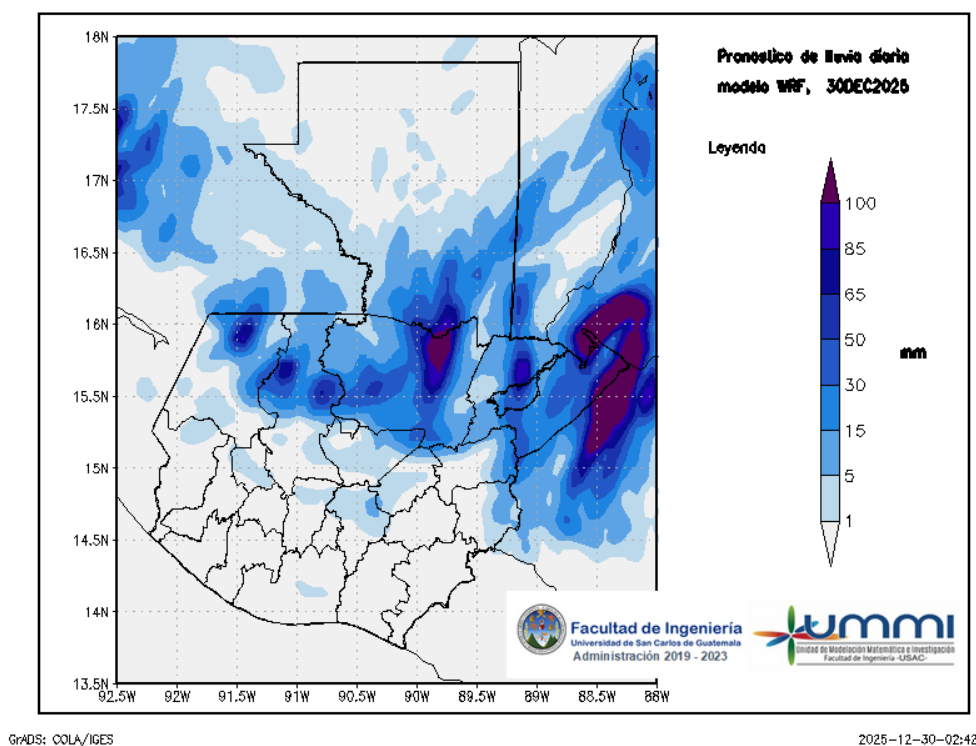 Pronostico de lluvia diaria
modelo WRF, 30DEC2025
Leyenda
100
85
65
50
30
15
5
1
mm
18N
17.5N
17N
16.5N
16N
15.5N
15N
14.5N
14N
13.5N
92.5W
92W
91.5W
91W
90.5W
90W
89.5W
89W
88.5W
88W
Facultad de Ingeniería
Universidad de San Carlos de Guatemala
Administración 2019 - 2023
ummi
Unidad de Modelación Matemática e Investigación
Facultad de Ingeniería -USAC-
GrADS: COLA/IGES
2025-12-30-02:42